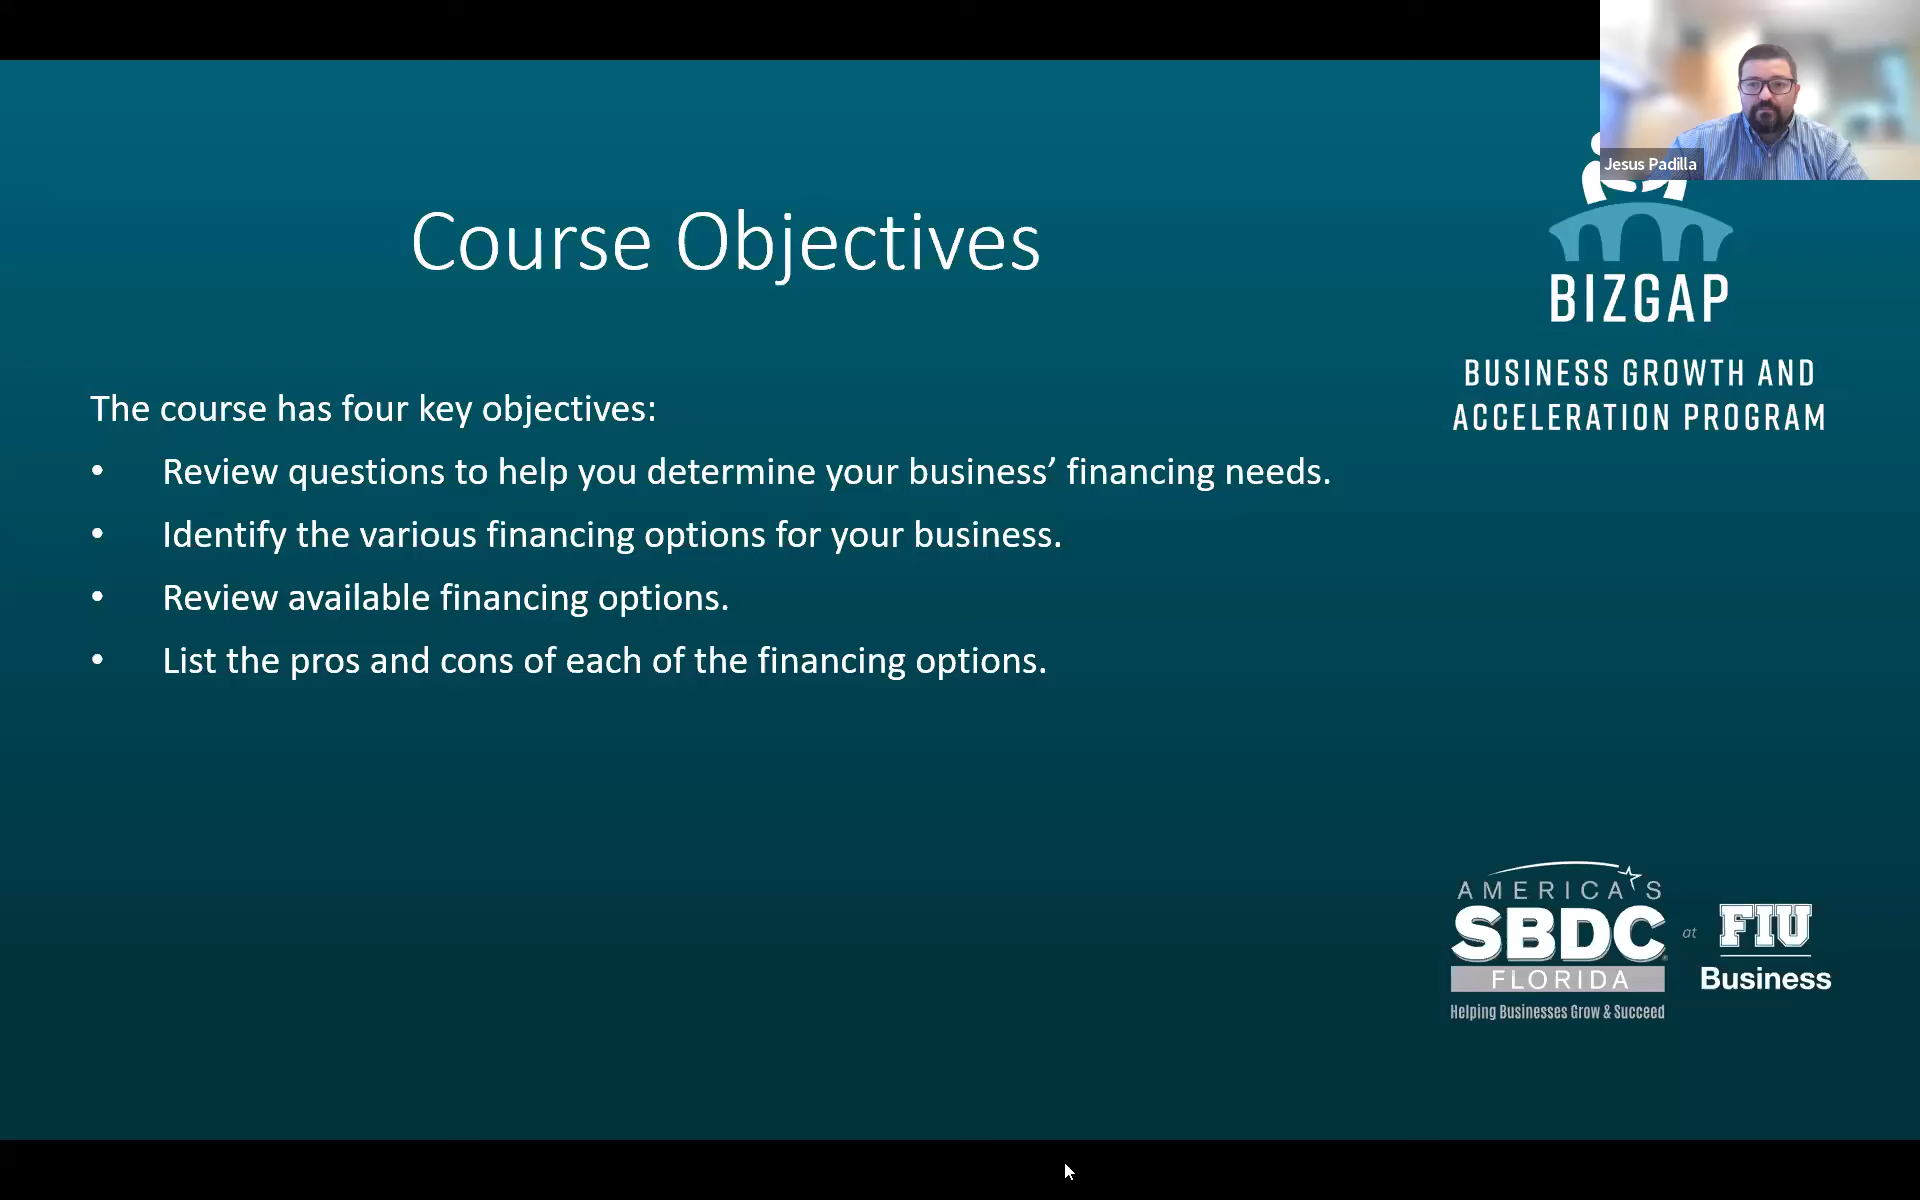 Jesus Padilla
Course Objectives
BIZGAP
BUSINESS GROWTH AND
ACCELERATION PROGRAM
The course has four key objectives:
• Review questions to help you determine your business’ financing needs.
• Identify the various financing options for your business.
• Review available financing options.
• List the pros and cons of each of the financing options.
AMERICA'S
SBDC
FLORIDA
Helping Businesses Grow & Succeed
at
FIU
Business